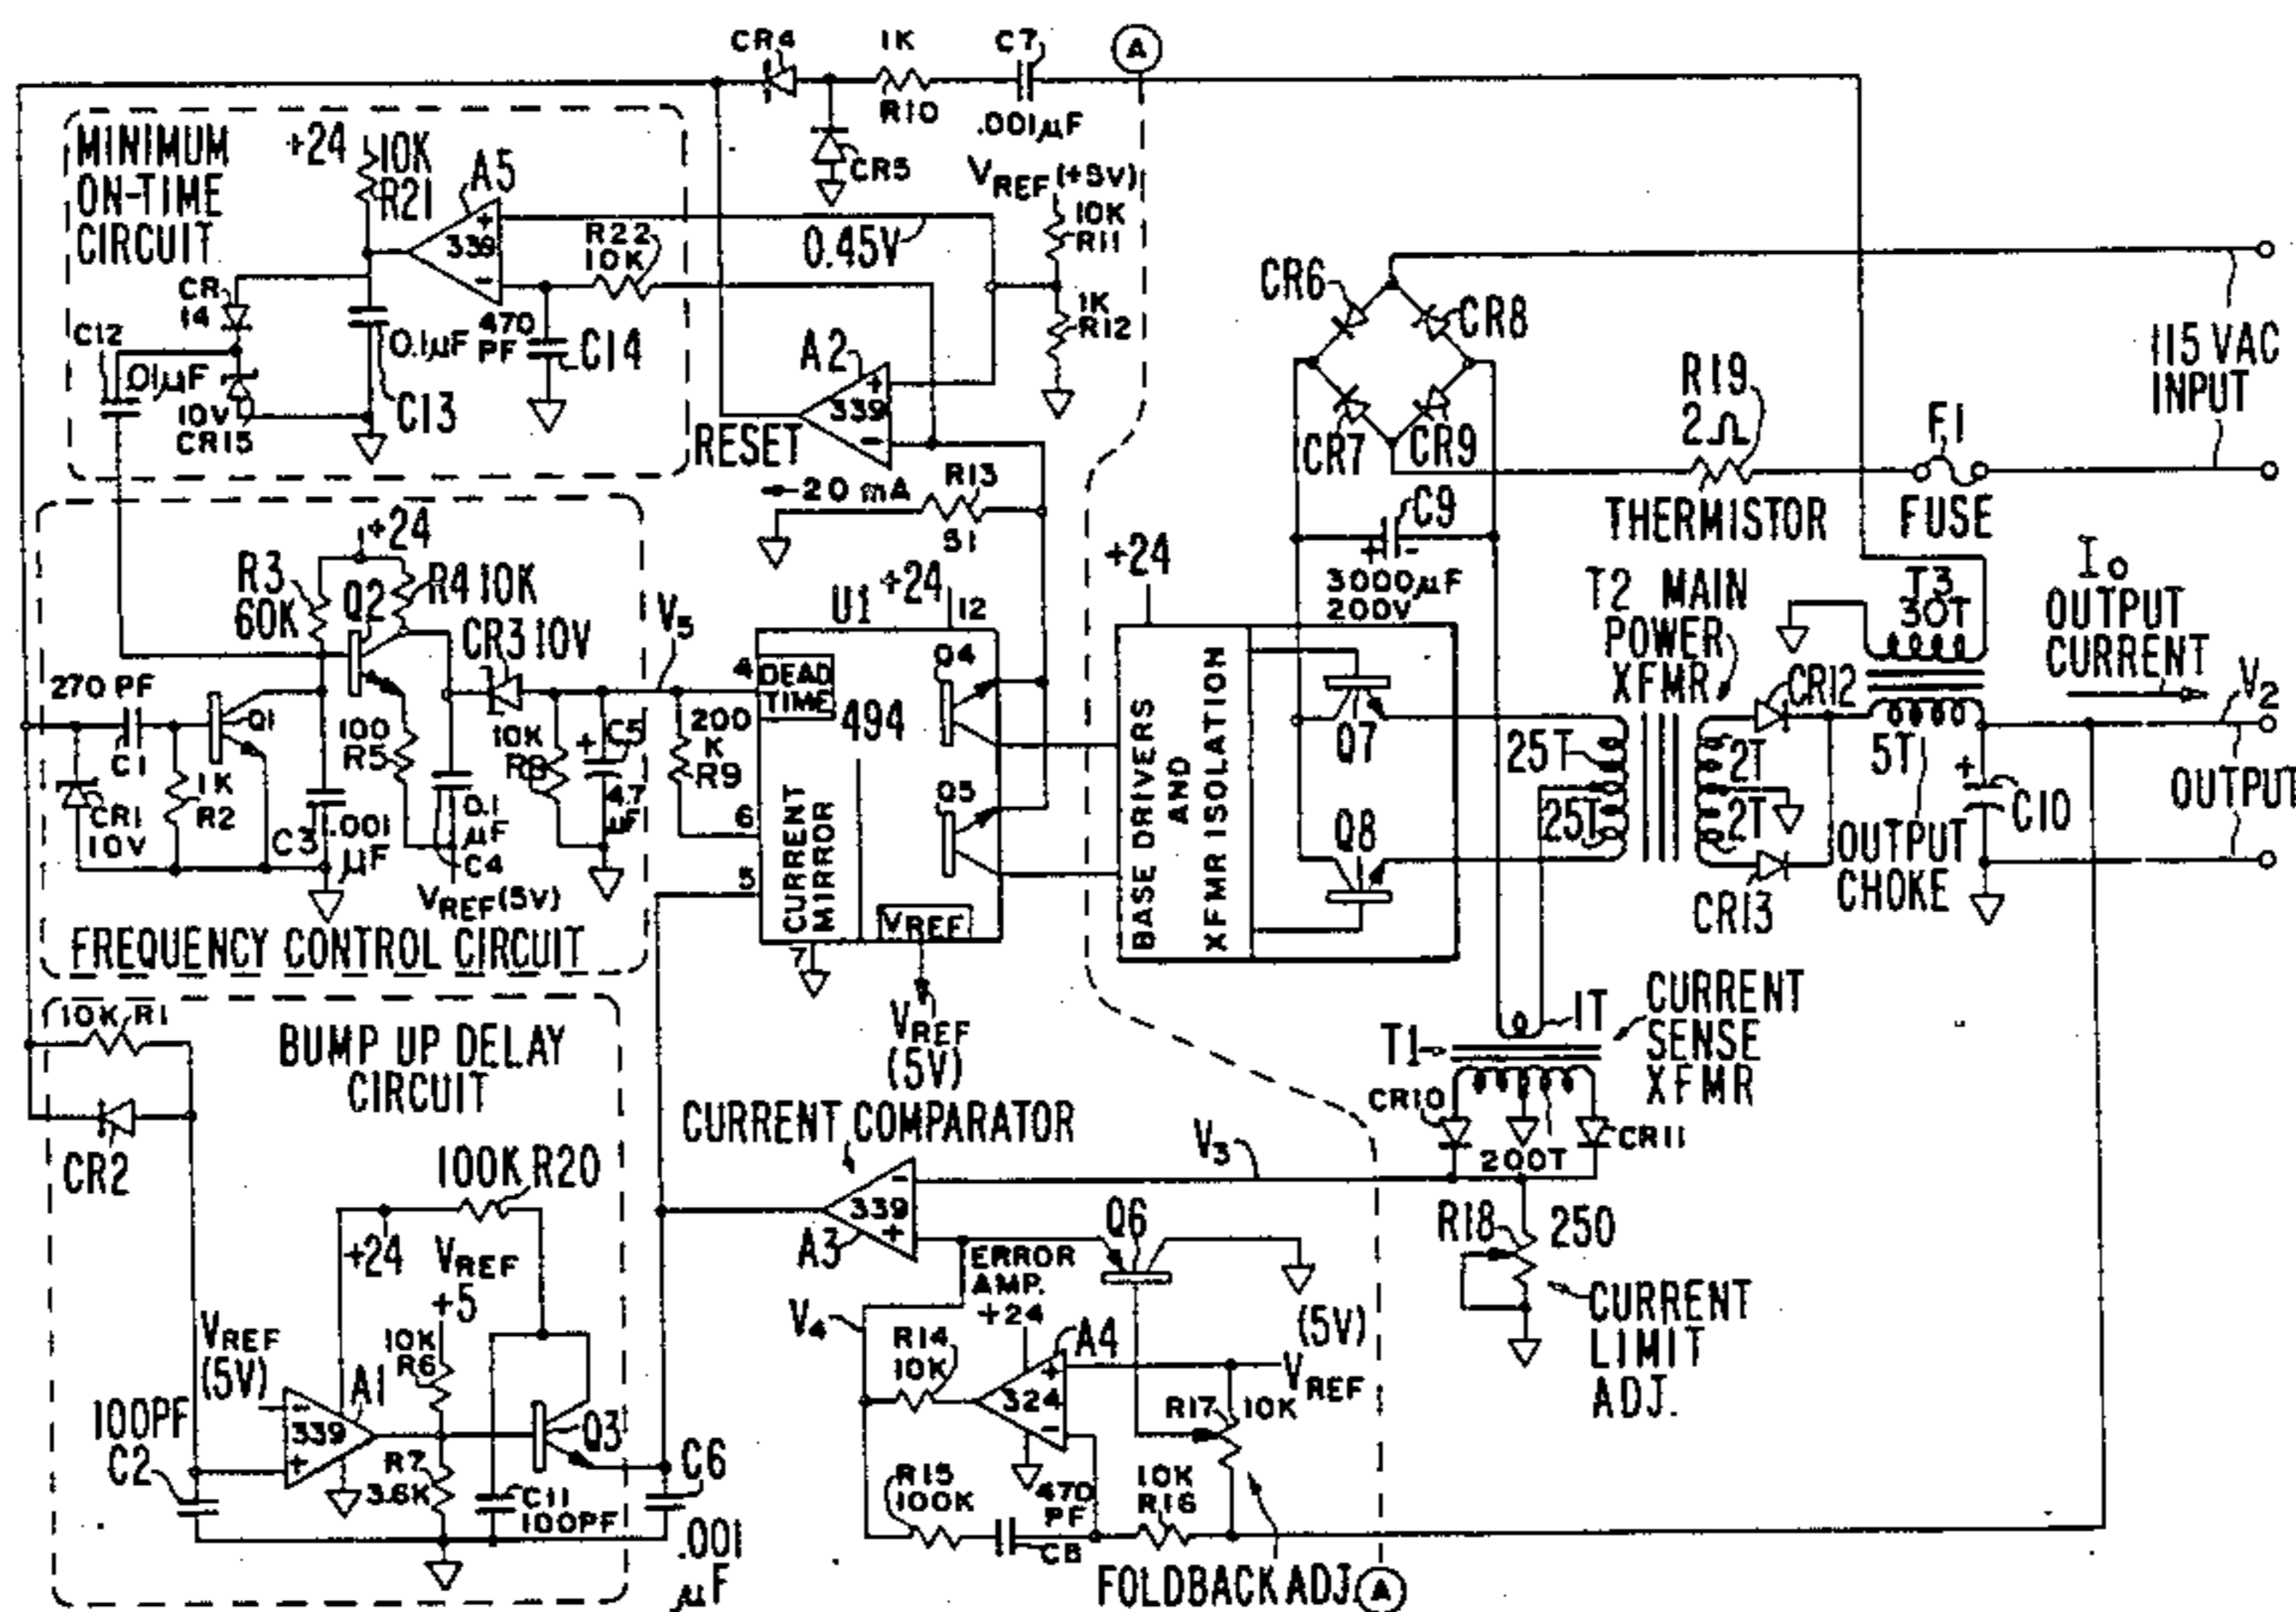 CR4
1K
C7
A
R10
.001µF
MINIMUM
ON-TIME
CIRCUIT
+24
10K
R21
A5
CR5
VREF (+5V)
10K
R11
339
+
-
R22
10K
0.45V
1K
R12
CR
14
C12
.01µF
10V
CR15
0.1µF
C13
470
PF
C14
A2
339
+
-
RESET
CR6
CR8
CR7
CR9
R19
2Ω
THERMISTOR
F1
FUSE
115 VAC
INPUT
20 mA
R13
51
C9
+
-
3000µF
200V
+24
R3
60K
Q2
R4 10K
CR3 10V
V5
U1
+24
12
+24
T2 MAIN
POWER
XFMR
T3
30T
Io
OUTPUT
CURRENT
270 PF
C1
Q1
1K
R2
CR1
10V
C3
.001
µF
100
R5
0.1
µF
C4
VREF(5V)
10K
R8
+
C5
4.7
µF
200
K
R9
4
DEAD
TIME
494
Q4
Q5
6
5
CURRENT
MIRROR
VREF
7
VREF
(5V)
BASE DRIVERS
AND
XFMR ISOLATION
Q7
Q8
25T
25T
2T
2T
CR12
CR13
5T
OUTPUT
CHOKE
+
C10
V2
OUTPUT
FREQUENCY CONTROL CIRCUIT
10K R1
BUMP UP DELAY
CIRCUIT
CR2
100K R20
+24
VREF
+5
10K
R6
VREF
(5V)
A1
339
-
+
100PF
C2
R7
3.6K
C11
100PF
Q3
C6
.001
µF
CURRENT COMPARATOR
339
-
+
A3
V3
T1
1T
CURRENT
SENSE
XFMR
CR10
CR11
200T
R18
250
CURRENT
LIMIT
ADJ.
Q6
ERROR
AMP.
+24
V4
R14
10K
A4
324
+
-
(5V)
VREF
R17
10K
R15
100K
470
PF
C8
10K
R16
FOLDBACK ADJ.
A